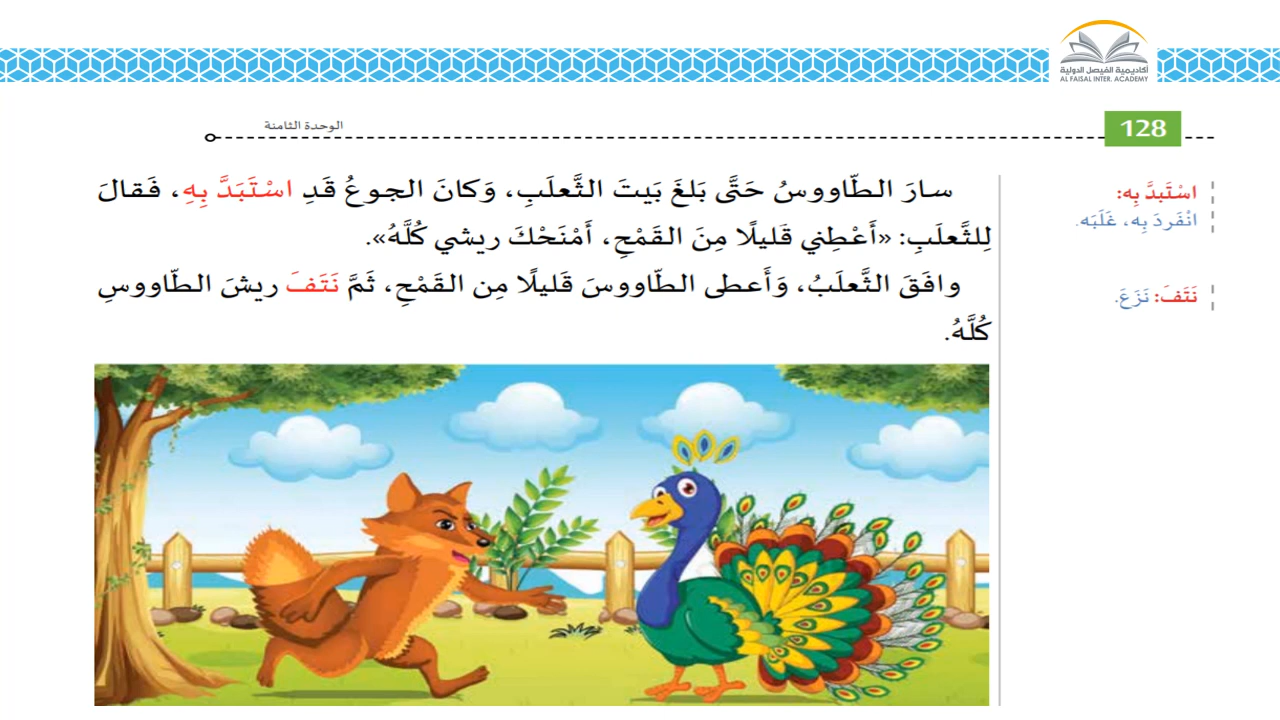 أكاديمية الفيصل الدولية
AL FAISAL INTER. ACADEMY
128
الوحدة الثامنة
سارَ الطّاووسُ حَتَّى بَلغَ بَيتَ الثَّعلَبِ، وَكانَ الجوعُ قَدِ اسْتَبَدَّ بِهِ، فَقالَ
لِلثَّعلَبِ: «أَعْطِني قَليلًا مِنَ القَمْحِ، أَمْنَحْكَ ريشي كُلَّهُ».
وافَقَ الثَّعلَبُ، وَأَعطى الطّاووسَ قَليلًا مِن القَمْحِ، ثَمَّ نَتَفَ ريشَ الطّاووسِ
كُلَّهُ.
اسْتَبدَّ بِه:
انْفَردَ بِه، غَلَبَه.
نَتَفَ: نَزَعَ.